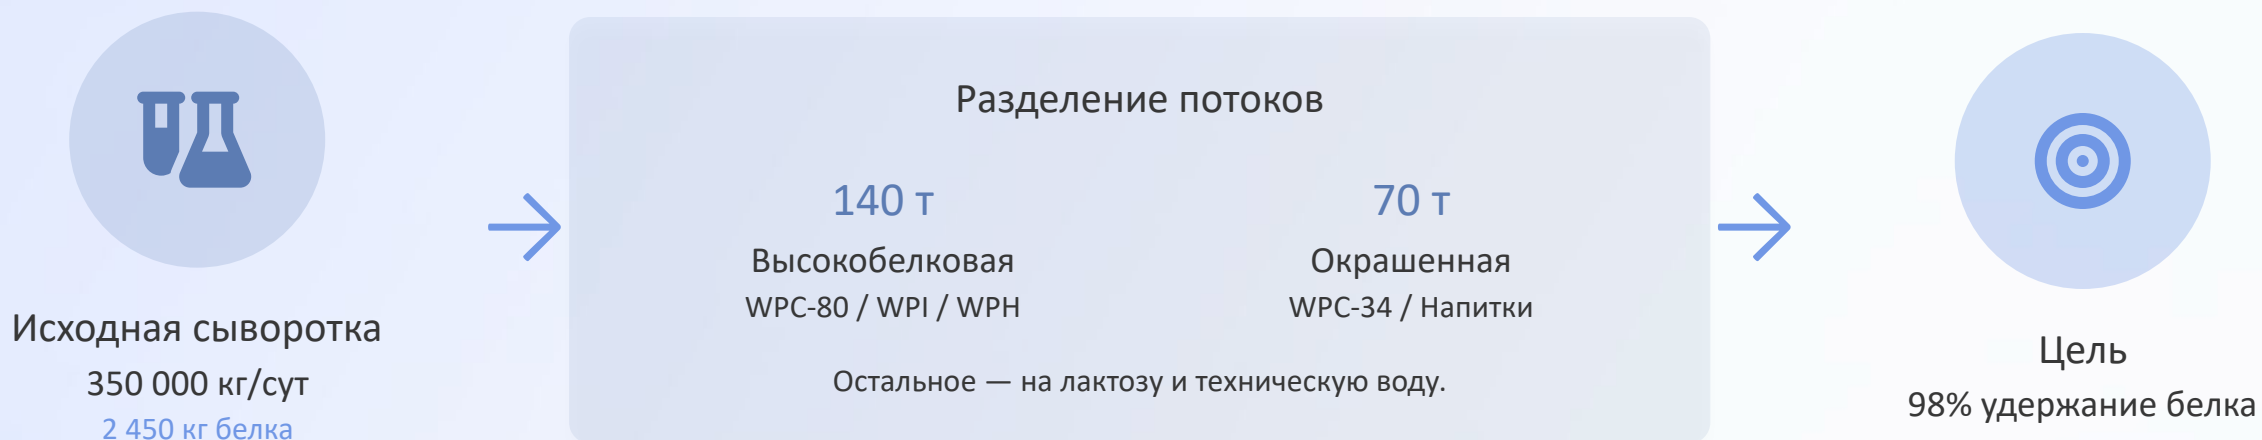 Исходная сыворотка
350 000 кг/сут
2 450 кг белка
Разделение потоков
140 т
Высокобелковая
WPC-80 / WPI / WPH
70 т
Окрашенная
WPC-34 / Напитки
Остальное — на лактозу и техническую воду.
Цель
98% удержание белка